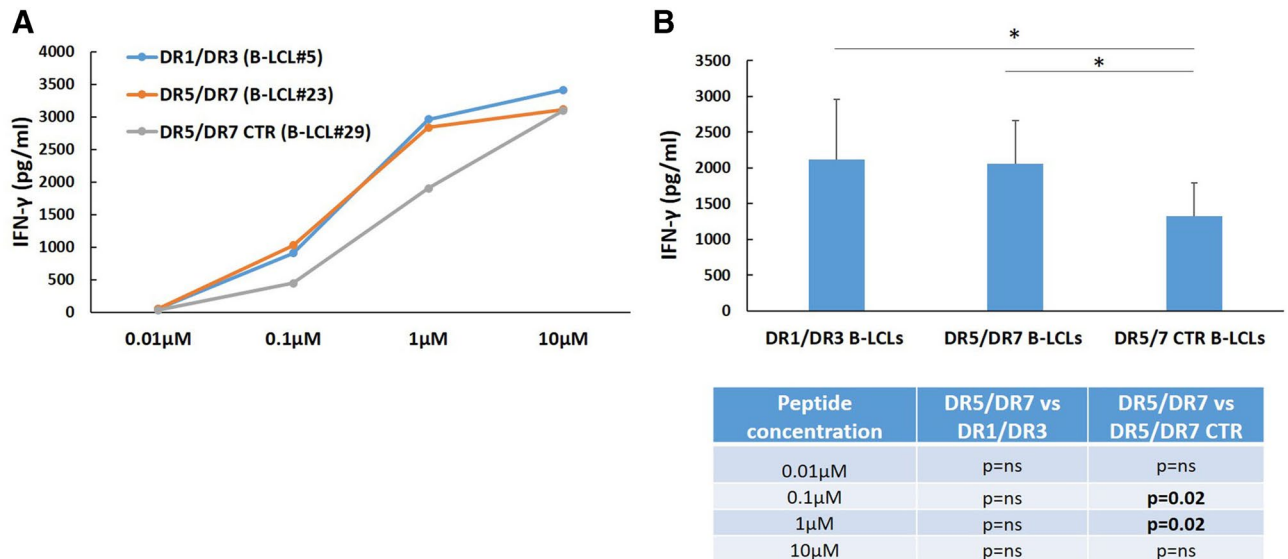 A
IFN-γ (pg/ml)
4000
3500
3000
2500
2000
1500
1000
500
0
DR1/DR3 (B-LCL#5)
DR5/DR7 (B-LCL#23)
DR5/DR7 CTR (B-LCL#29)
0.01µM 0.1µM 1µM 10µM
B
* 
*
IFN-γ (pg/ml)
3500
3000
2500
2000
1500
1000
500
0
DR1/DR3 B-LCLs DR5/DR7 B-LCLs DR5/7 CTR B-LCLs
Peptide concentration DR5/DR7 vs DR1/DR3 DR5/DR7 vs DR5/DR7 CTR
0.01µM p=ns p=ns
0.1µM p=ns p=0.02
1µM p=ns p=0.02
10µM p=ns p=ns